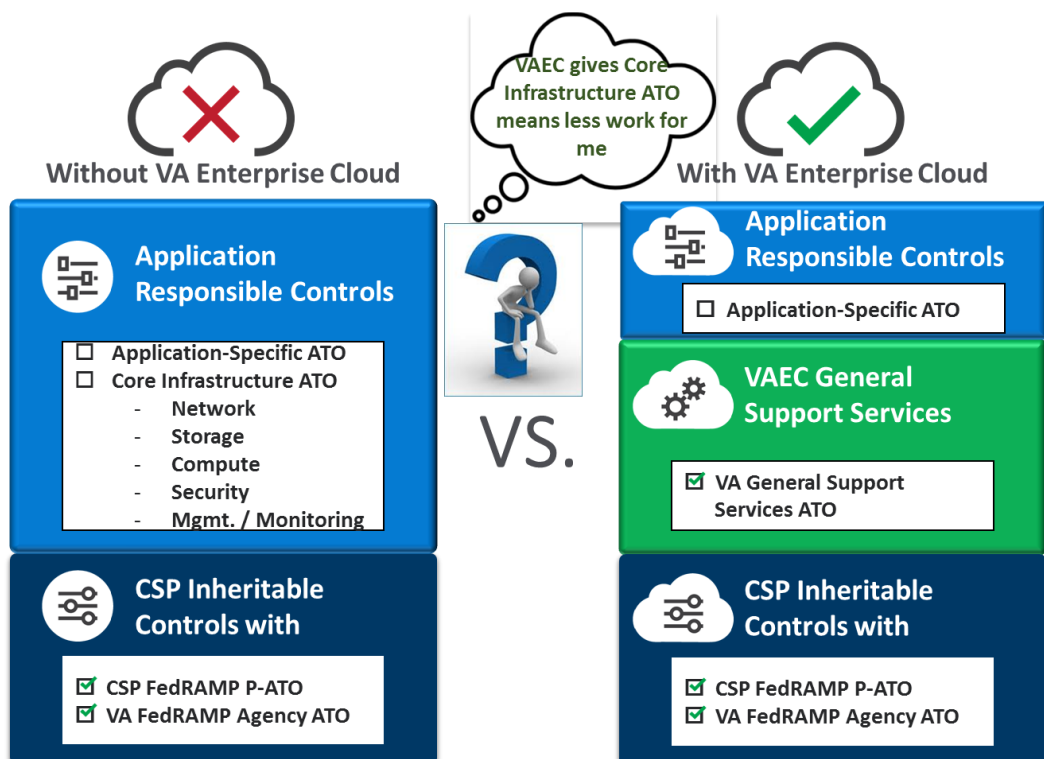 VAEC gives Core
Infrastructure ATO
means less work for
me
Without VA Enterprise Cloud
Application
Responsible Controls
☐ Application-Specific ATO
☐ Core Infrastructure ATO
- Network
- Storage
- Compute
- Security
- Mgmt. / Monitoring
CSP Inheritable
Controls with
☑ CSP FedRAMP P-ATO
☑ VA FedRAMP Agency ATO
VS.
With VA Enterprise Cloud
Application
Responsible Controls
☐ Application-Specific ATO
VAEC General
Support Services
☑ VA General Support
Services ATO
CSP Inheritable
Controls with
☑ CSP FedRAMP P-ATO
☑ VA FedRAMP Agency ATO